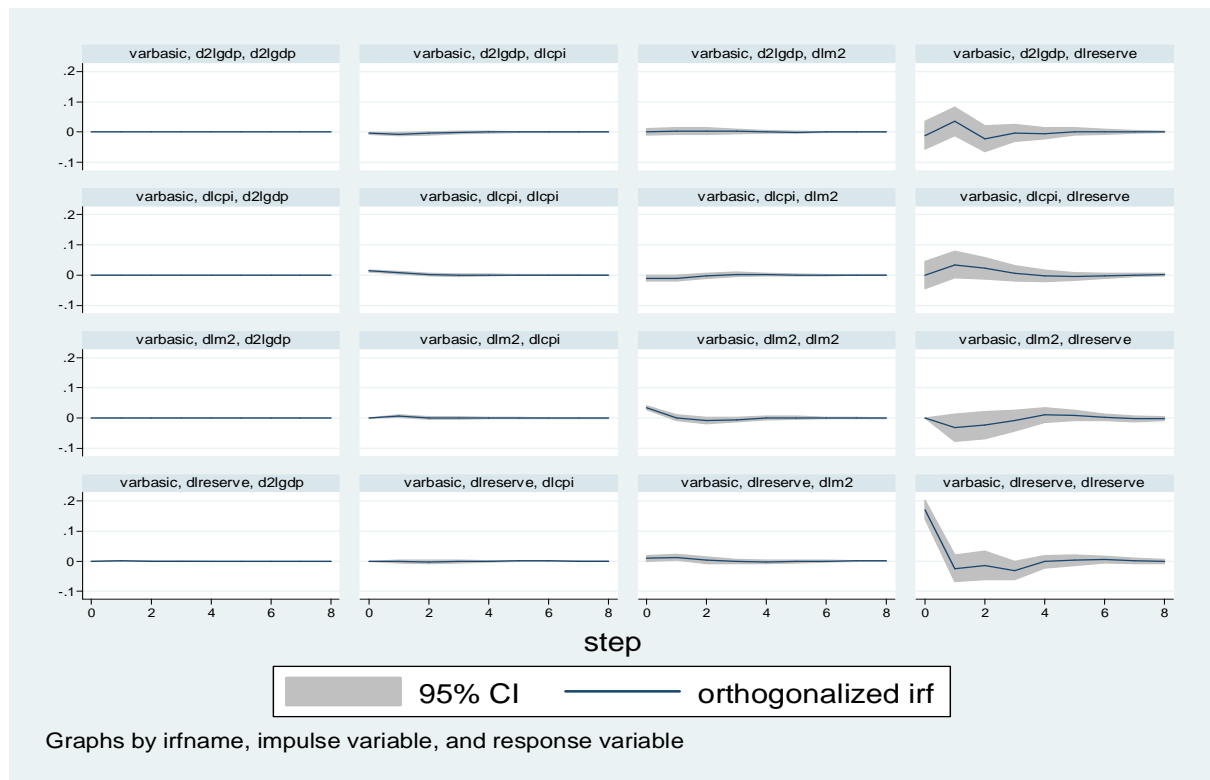 varbasic, d2lgdp, d2lgdp varbasic, d2lgdp, dlcpi varbasic, d2lgdp, dlm2 varbasic, d2lgdp, dlreserve
.2
.1
0
-.1
varbasic, dlcpi, d2lgdp varbasic, dlcpi, dlcpi varbasic, dlcpi, dlm2 varbasic, dlcpi, dlreserve
.2
.1
0
-.1
varbasic, dlm2, d2lgdp varbasic, dlm2, dlcpi varbasic, dlm2, dlm2 varbasic, dlm2, dlreserve
.2
.1
0
-.1
varbasic, dlreserve, d2lgdp varbasic, dlreserve, dlcpi varbasic, dlreserve, dlm2 varbasic, dlreserve, dlreserve
.2
.1
0
-.1
0 2 4 6 8 0 2 4 6 8 0 2 4 6 8 0 2 4 6 8
step
95% CI orthogonalized irf
Graphs by irfname, impulse variable, and response variable